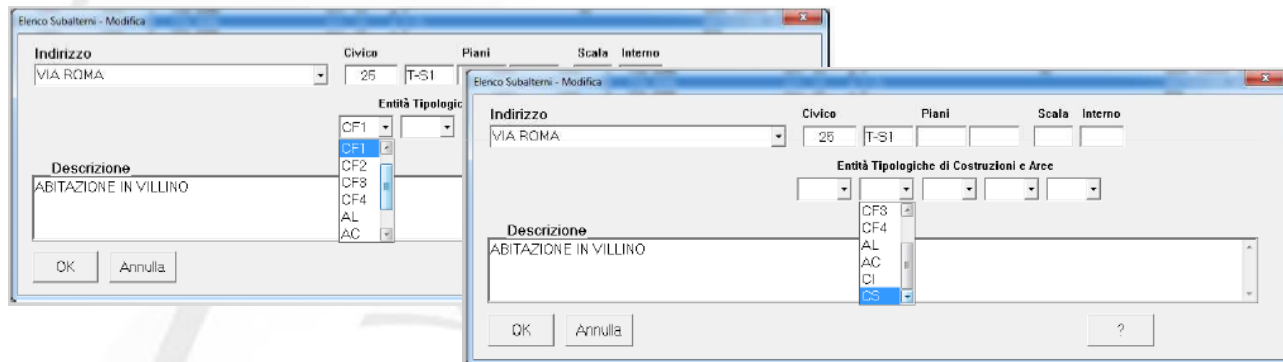 Elenco Subalterni - Modifica
Indirizzo Civico Piani Scala Interno
VIA ROMA 25 T-S1
Entità Tipologic
CF1
CF1
CF2
CF3
CF4
AL
AC
Descrizione
ABITAZIONE IN VILLINO
OK Annulla
Elenco Subalterni - Modifica
Indirizzo Civico Piani Scala Interno
VIA ROMA 25 T-S1
Entità Tipologiche di Costruzioni e Aree
CF3
CF4
AL
AC
CI
CS
Descrizione
ABITAZIONE IN VILLINO
OK Annulla ?